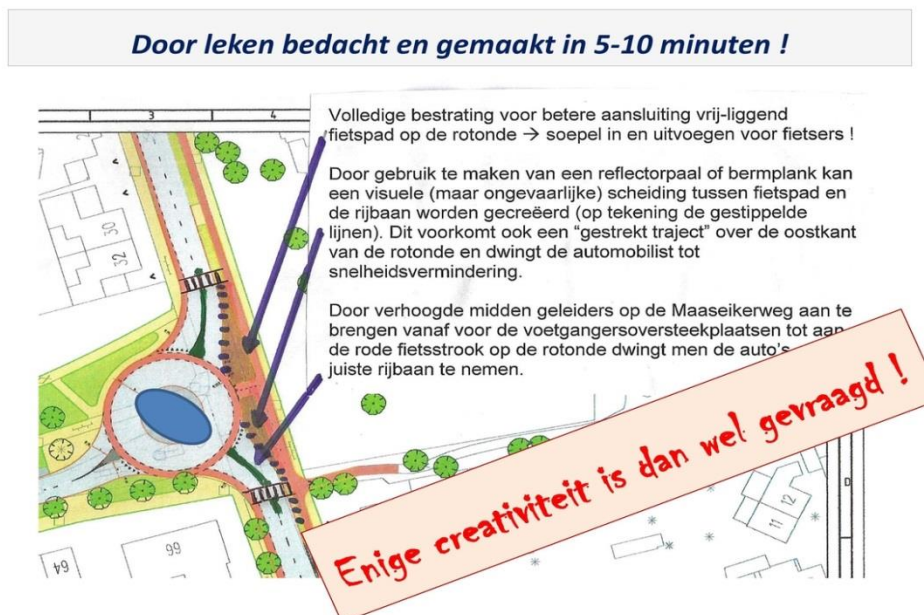 Door leken bedacht en gemaakt in 5-10 minuten !
3
4
Volledige bestrating voor betere aansluiting vrij-liggend
fietspad op de rotonde → soepel in en uitvoegen voor fietsers !
Door gebruik te maken van een reflectorpaal of bermplank kan
een visuele (maar ongevaarlijke) scheiding tussen fietspad en
de rijbaan worden gecreëerd (op tekening de gestippelde
lijnen). Dit voorkomt ook een “gestrekt traject” over de oostkant
van de rotonde en dwingt de automobilist tot
snelheidsvermindering.
Door verhoogde midden geleiders op de Maaseikerweg aan te
brengen vanaf voor de voetgangersoversteekplaatsen tot aan
de rode fietsstrook op de rotonde dwingt men de auto's
juiste rijbaan te nemen.
Enige creativiteit is dan wel gevraagd !
30
32
D
12
11
64
66